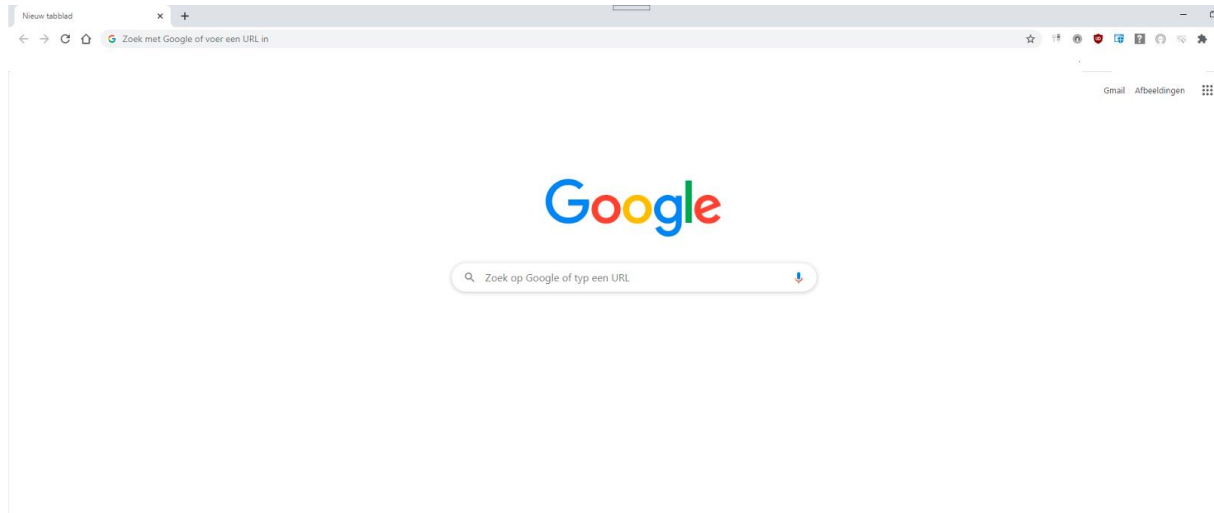 Nieuw tabblad
Zoek met Google of voer een URL in
Gmail Afbeeldingen
Google
Zoek op Google of typ een URL